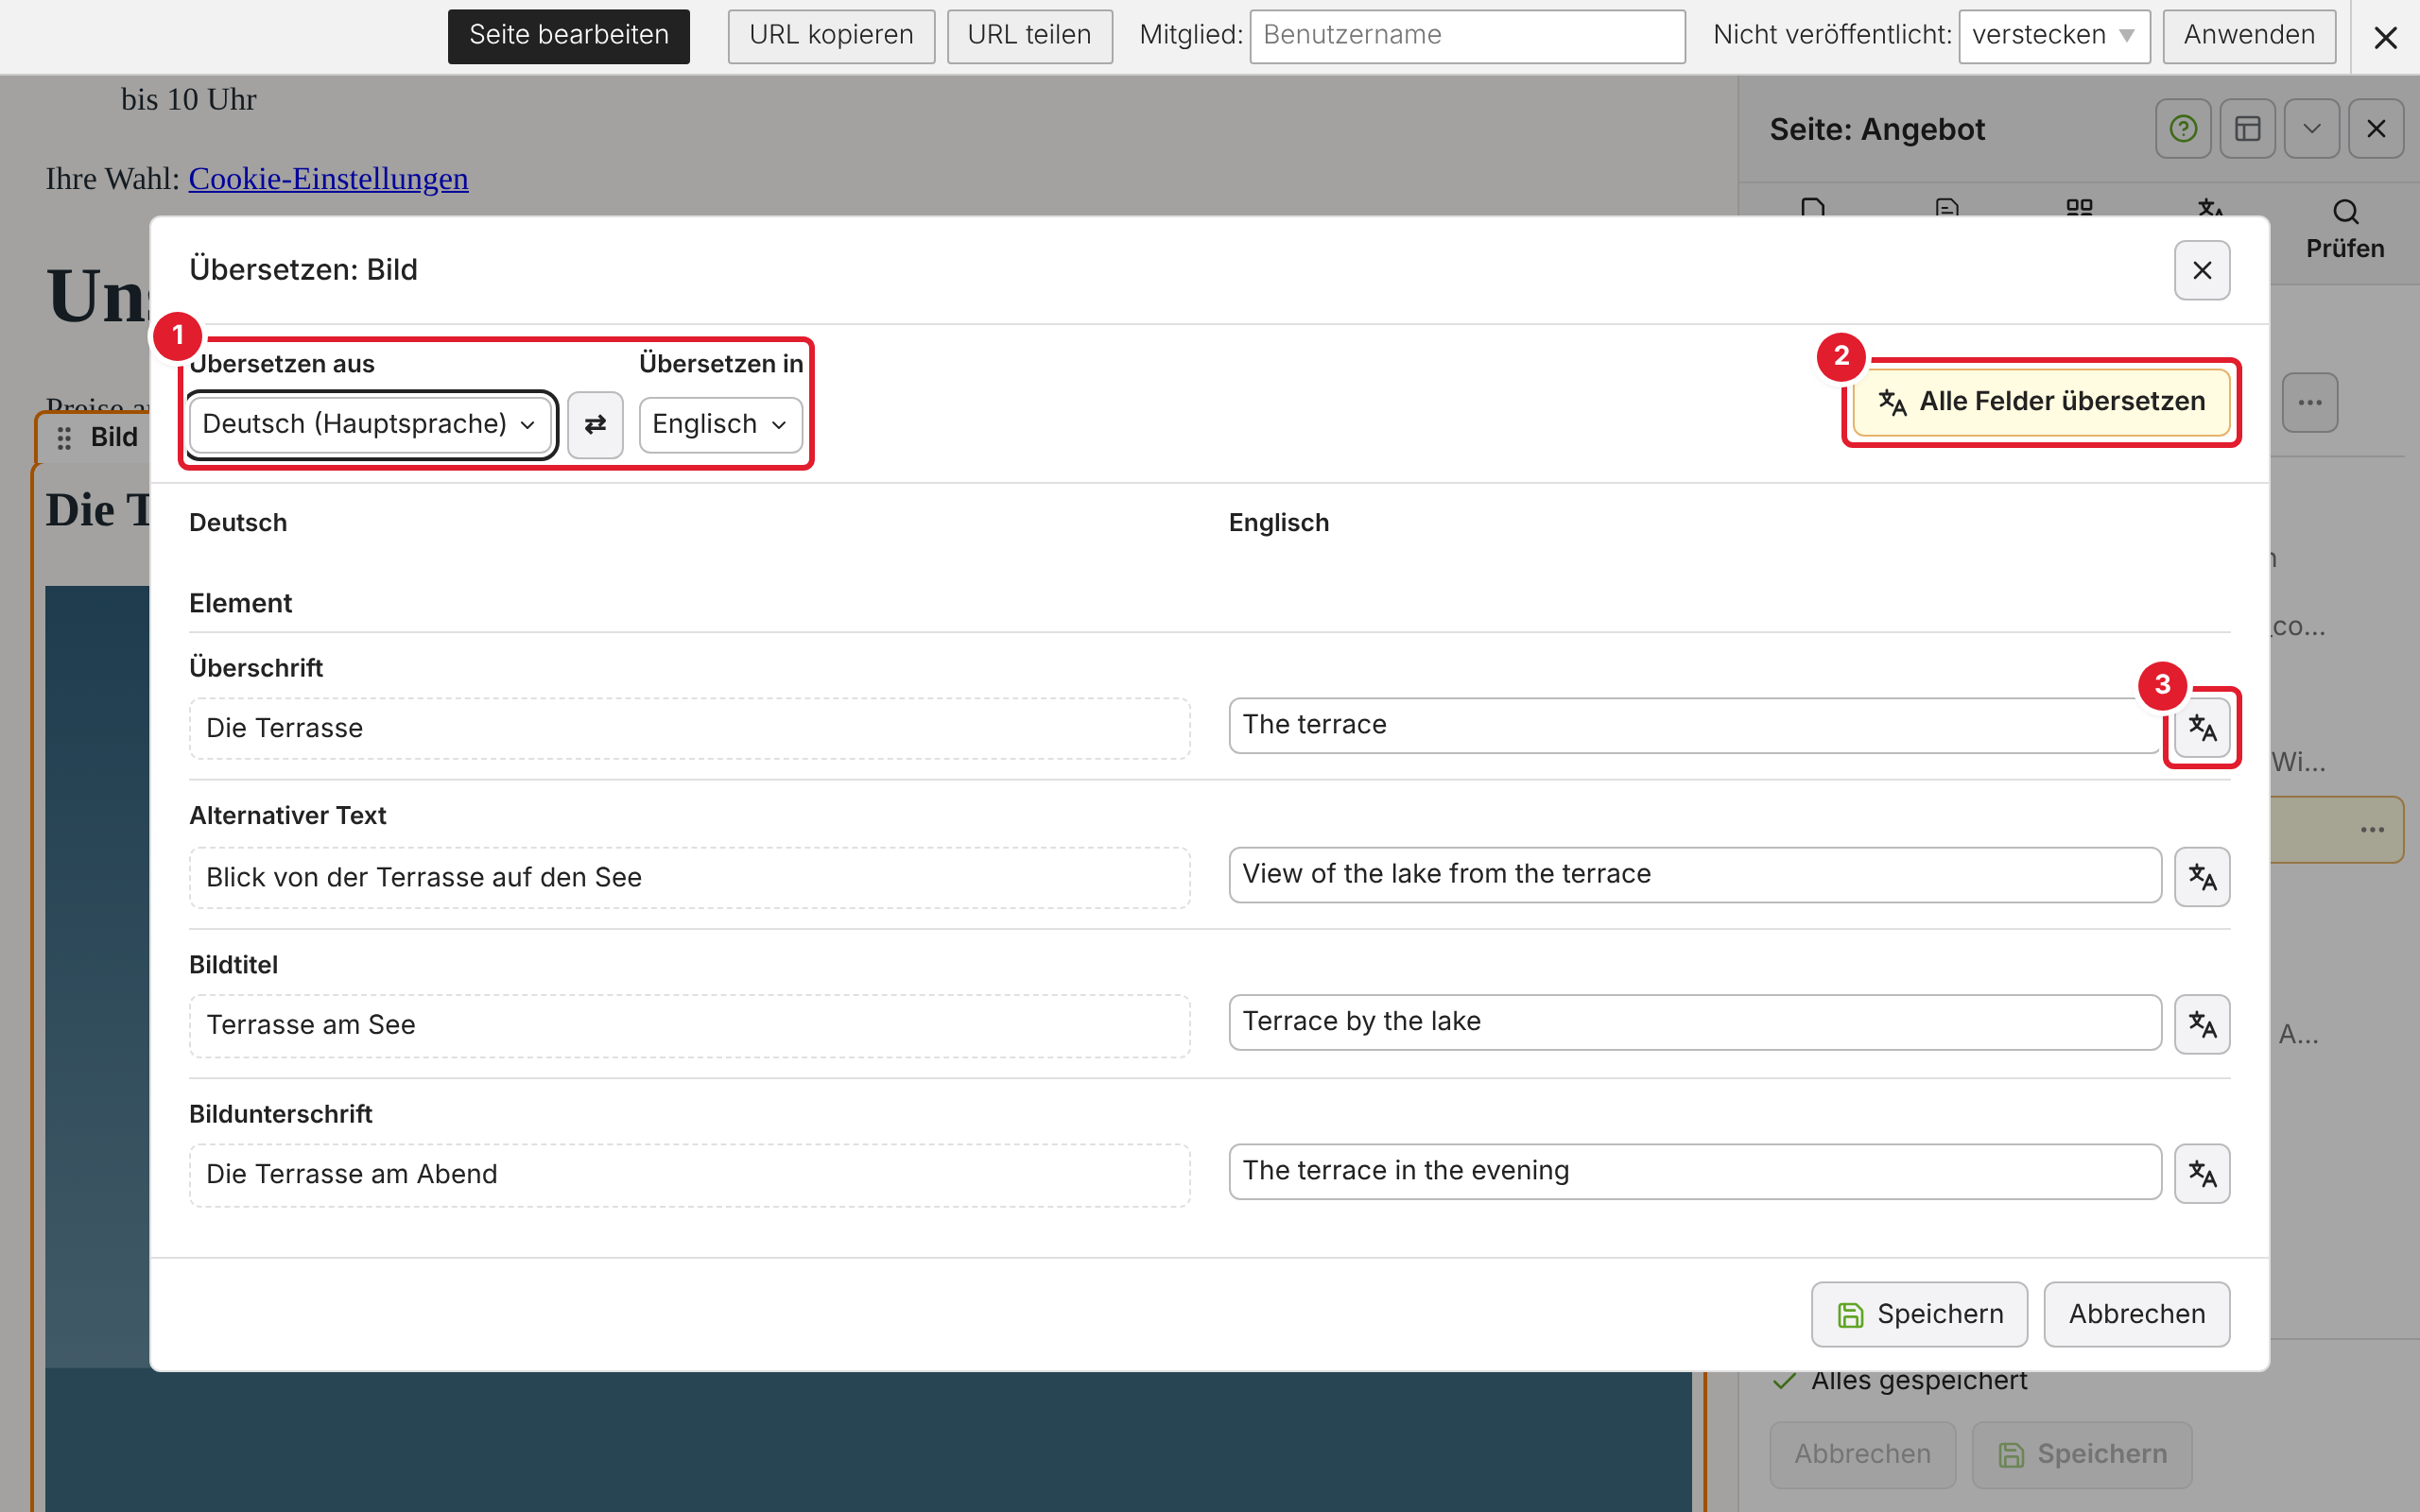 Seite bearbeiten URL kopieren URL teilen Mitglied: Benutzername Nicht veröffentlicht: verstecken Anwenden
bis 10 Uhr
Ihre Wahl: Cookie-Einstellungen
Seite: Angebot
Prüfen
Übersetzen: Bild
1
Übersetzen aus Übersetzen in
Deutsch (Hauptsprache) Englisch
2
Alle Felder übersetzen
Bild
Die T
Deutsch Englisch
Element
Überschrift
Die Terrasse The terrace
3
Alternativer Text
Blick von der Terrasse auf den See View of the lake from the terrace
Bildtitel
Terrasse am See Terrace by the lake
Bildunterschrift
Die Terrasse am Abend The terrace in the evening
Speichern Abbrechen
co...
Wi...
A...
Alles gespeichert
Abbrechen Speichern